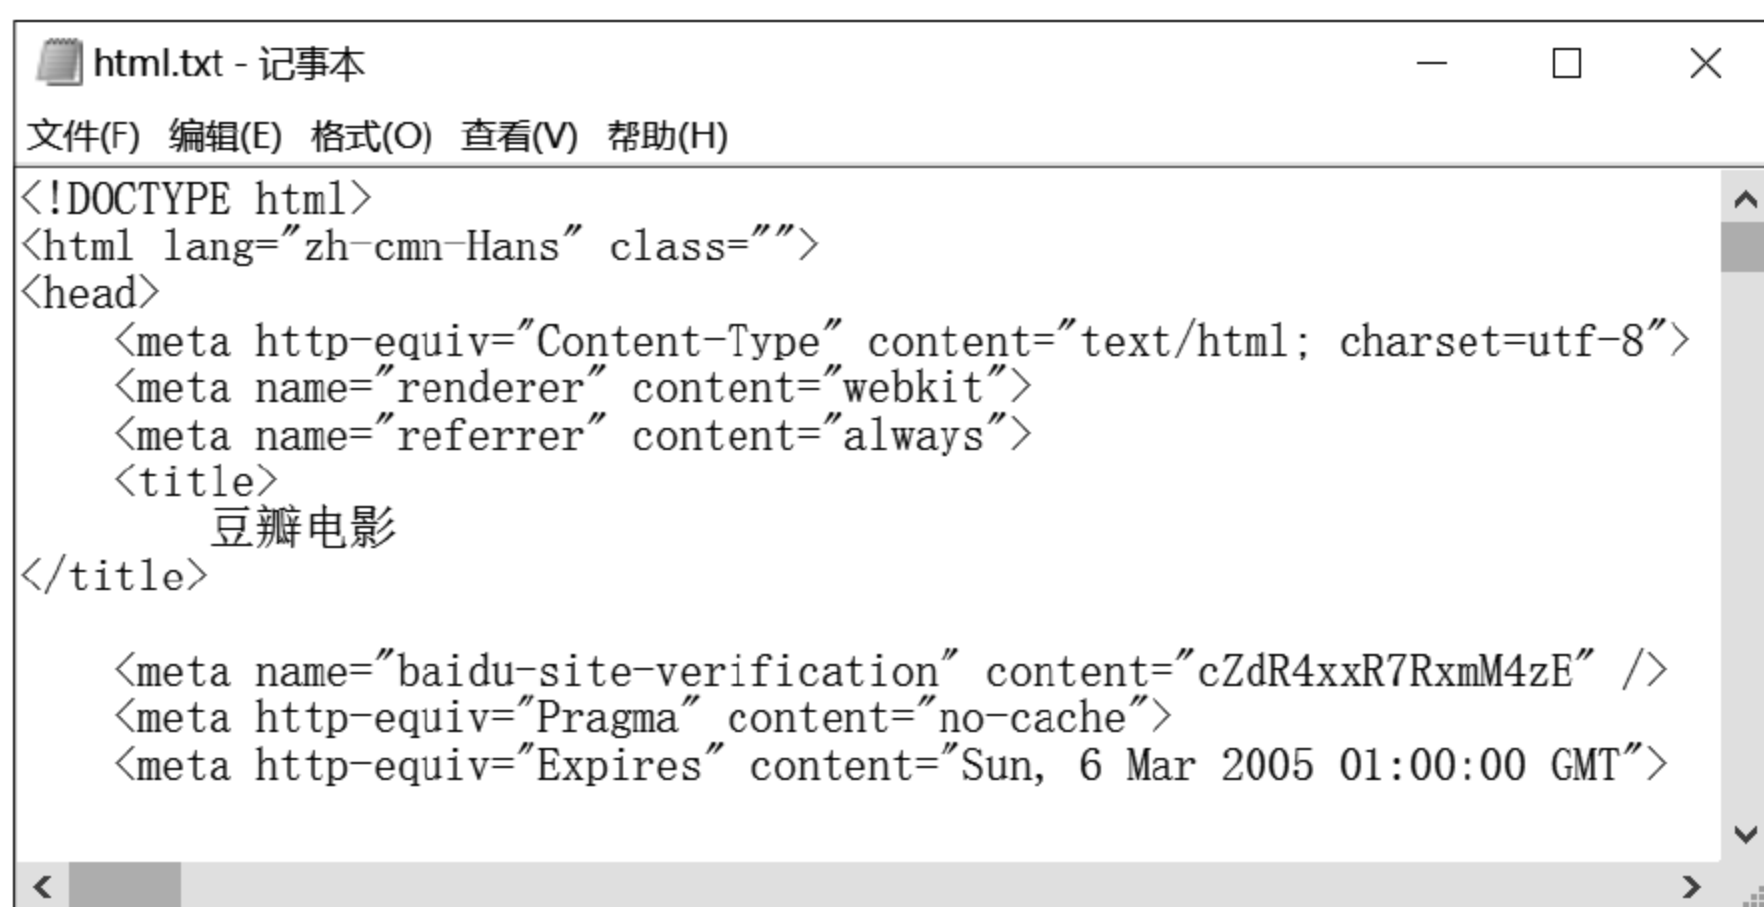 html.txt - 记事本
文件(F) 编辑(E) 格式(O) 查看(V) 帮助(H)
<!DOCTYPE html>
<html lang="zh-cmn-Hans" class="">
<head>
    <meta http-equiv="Content-Type" content="text/html; charset=utf-8">
    <meta name="renderer" content="webkit">
    <meta name="referrer" content="always">
    <title>
        豆瓣电影
</title>
    <meta name="baidu-site-verification" content="cZdR4xxR7RxmM4zE" />
    <meta http-equiv="Pragma" content="no-cache">
    <meta http-equiv="Expires" content="Sun, 6 Mar 2005 01:00:00 GMT">